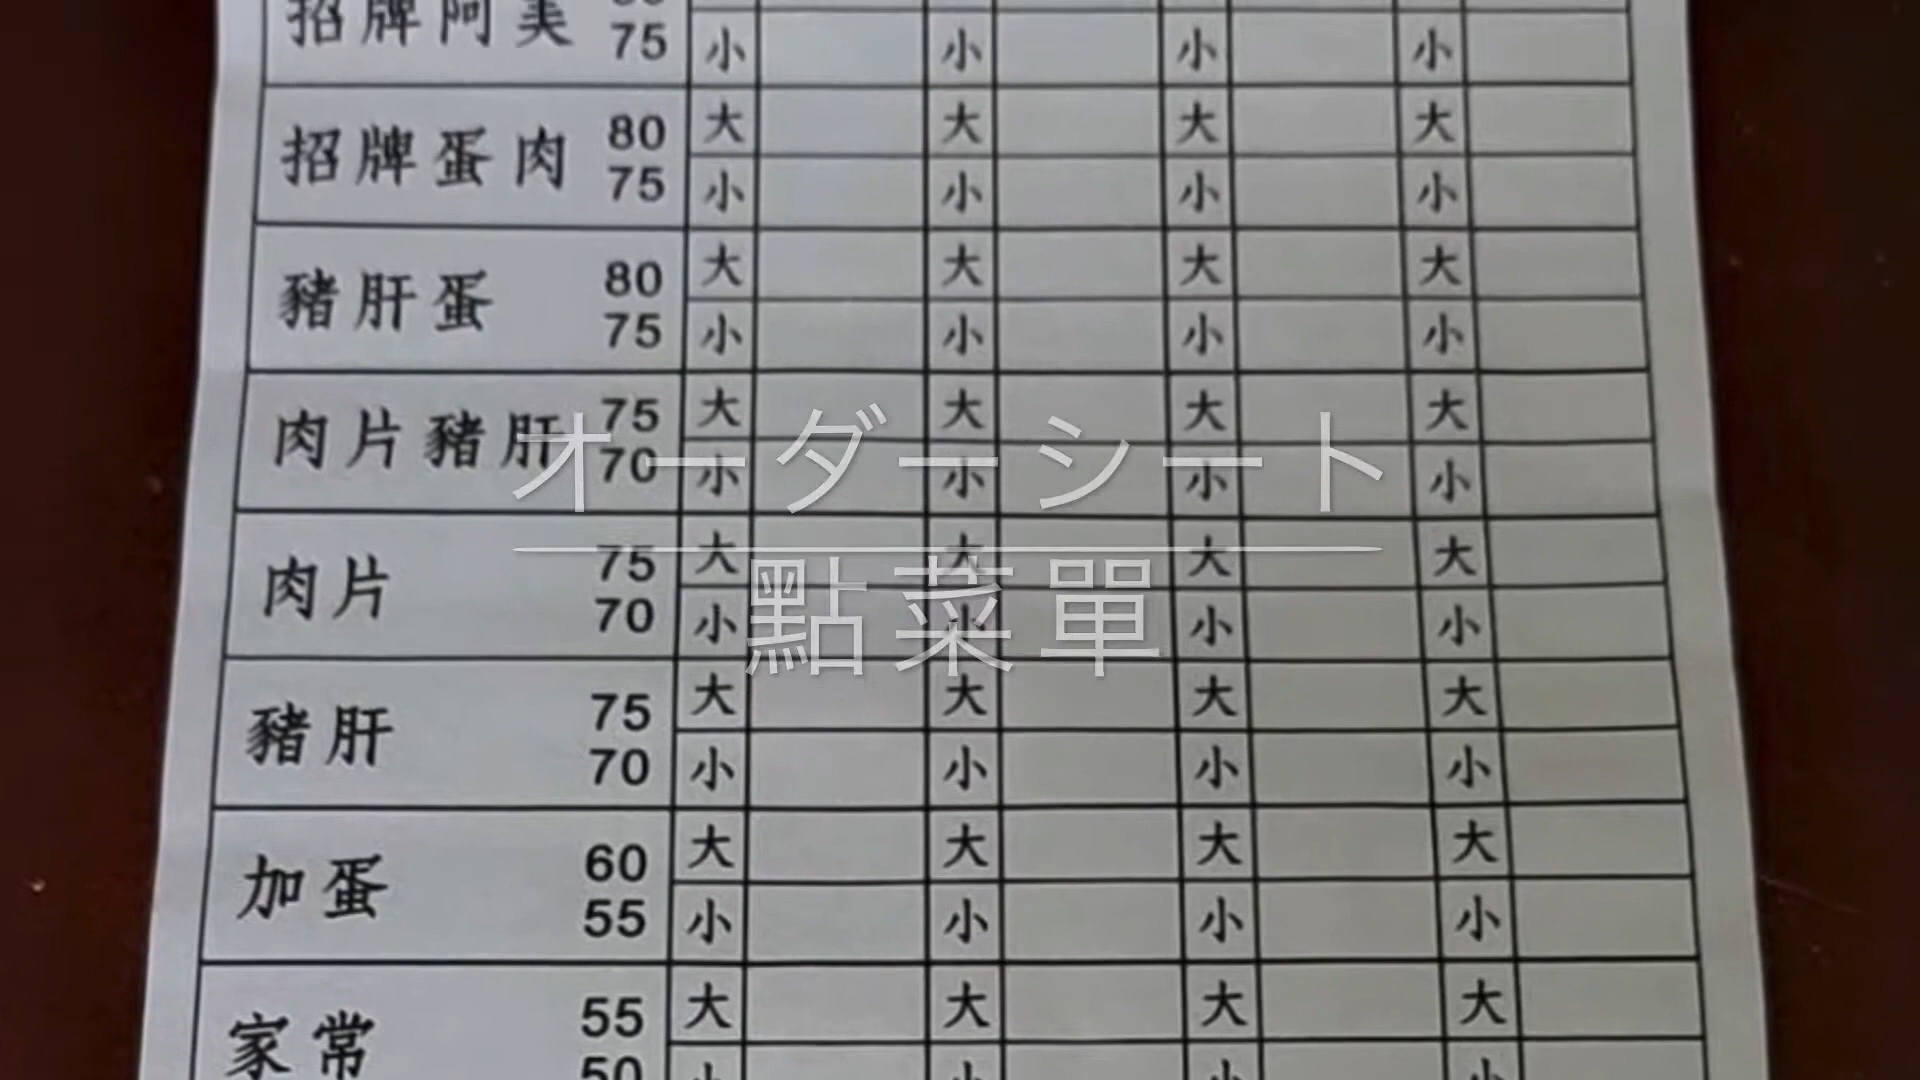 招牌阿美 75 小 小 小 小
招牌蛋肉 80 大 大 大 大
75 小 小 小 小
豬肝蛋 80 大 大 大 大
75 小 小 小 小
肉片豬肝 75 大 大 大 大
70 小 小 小 小
オーダーシート
肉片 75 大 大 大 大
70 小 小 小 小
點菜單
豬肝 75 大 大 大 大
70 小 小 小 小
加蛋 60 大 大 大 大
55 小 小 小 小
家常 55 大 大 大 大
50 小 小 小 小